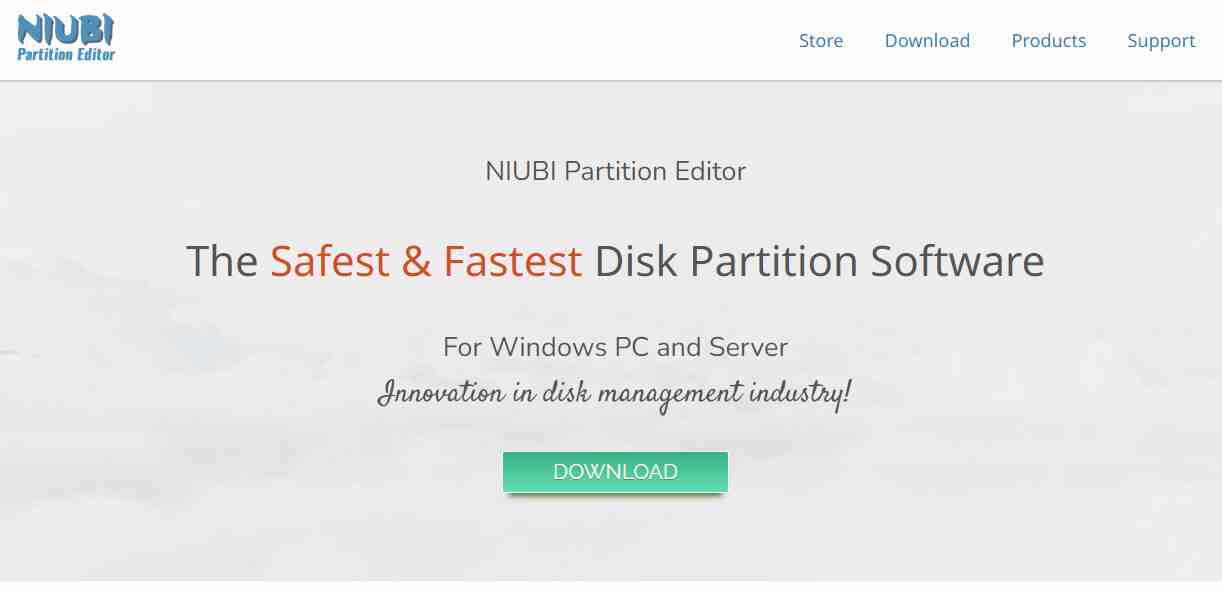 NIUBI
Partition Editor
Store
Download
Products
Support
NIUBI Partition Editor
The Safest & Fastest Disk Partition Software
For Windows PC and Server
Innovation in disk management industry!
DOWNLOAD